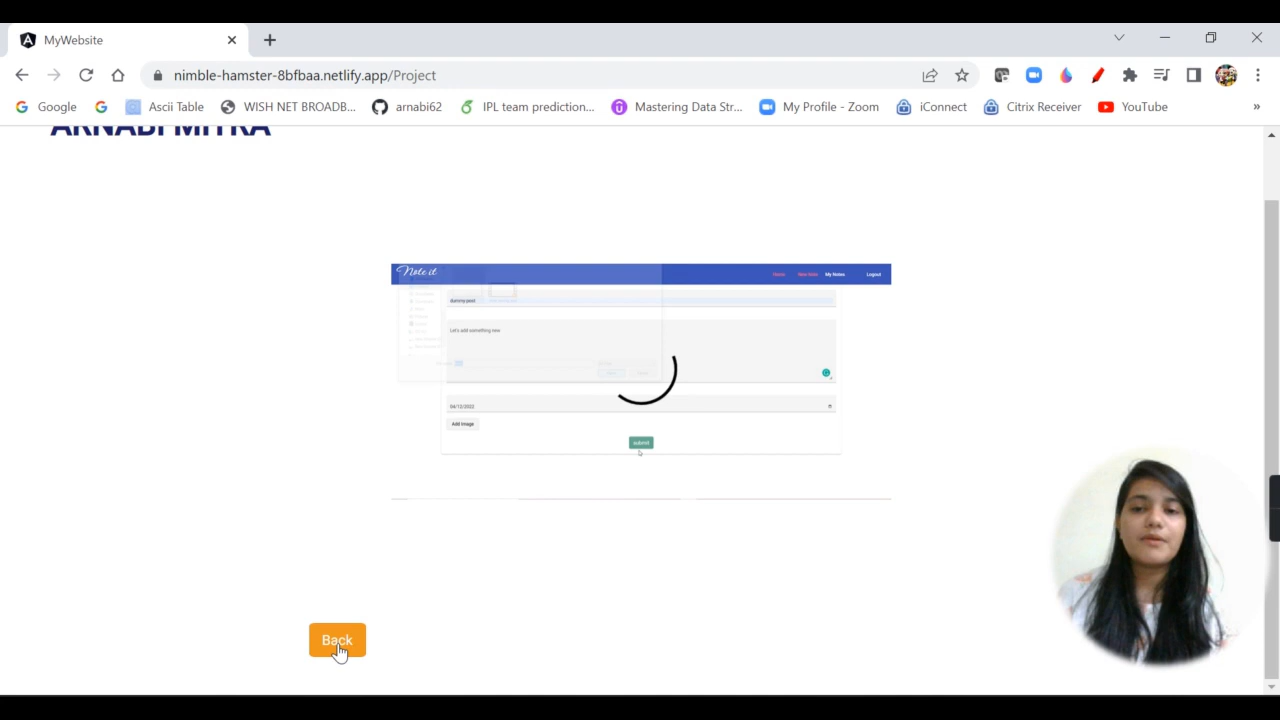 MyWebsite
nimble-hamster-8bfbaa.netlify.app/Project
Google
Ascii Table
WISH NET BROADB...
arnabi62
IPL team prediction...
Mastering Data Str...
My Profile - Zoom
iConnect
Citrix Receiver
YouTube
»
ARNABI MITRA
Note it
Home
New Note
My Notes
Logout
dummy post
Let's add something new
04/12/2022
Add Image
submit
Back